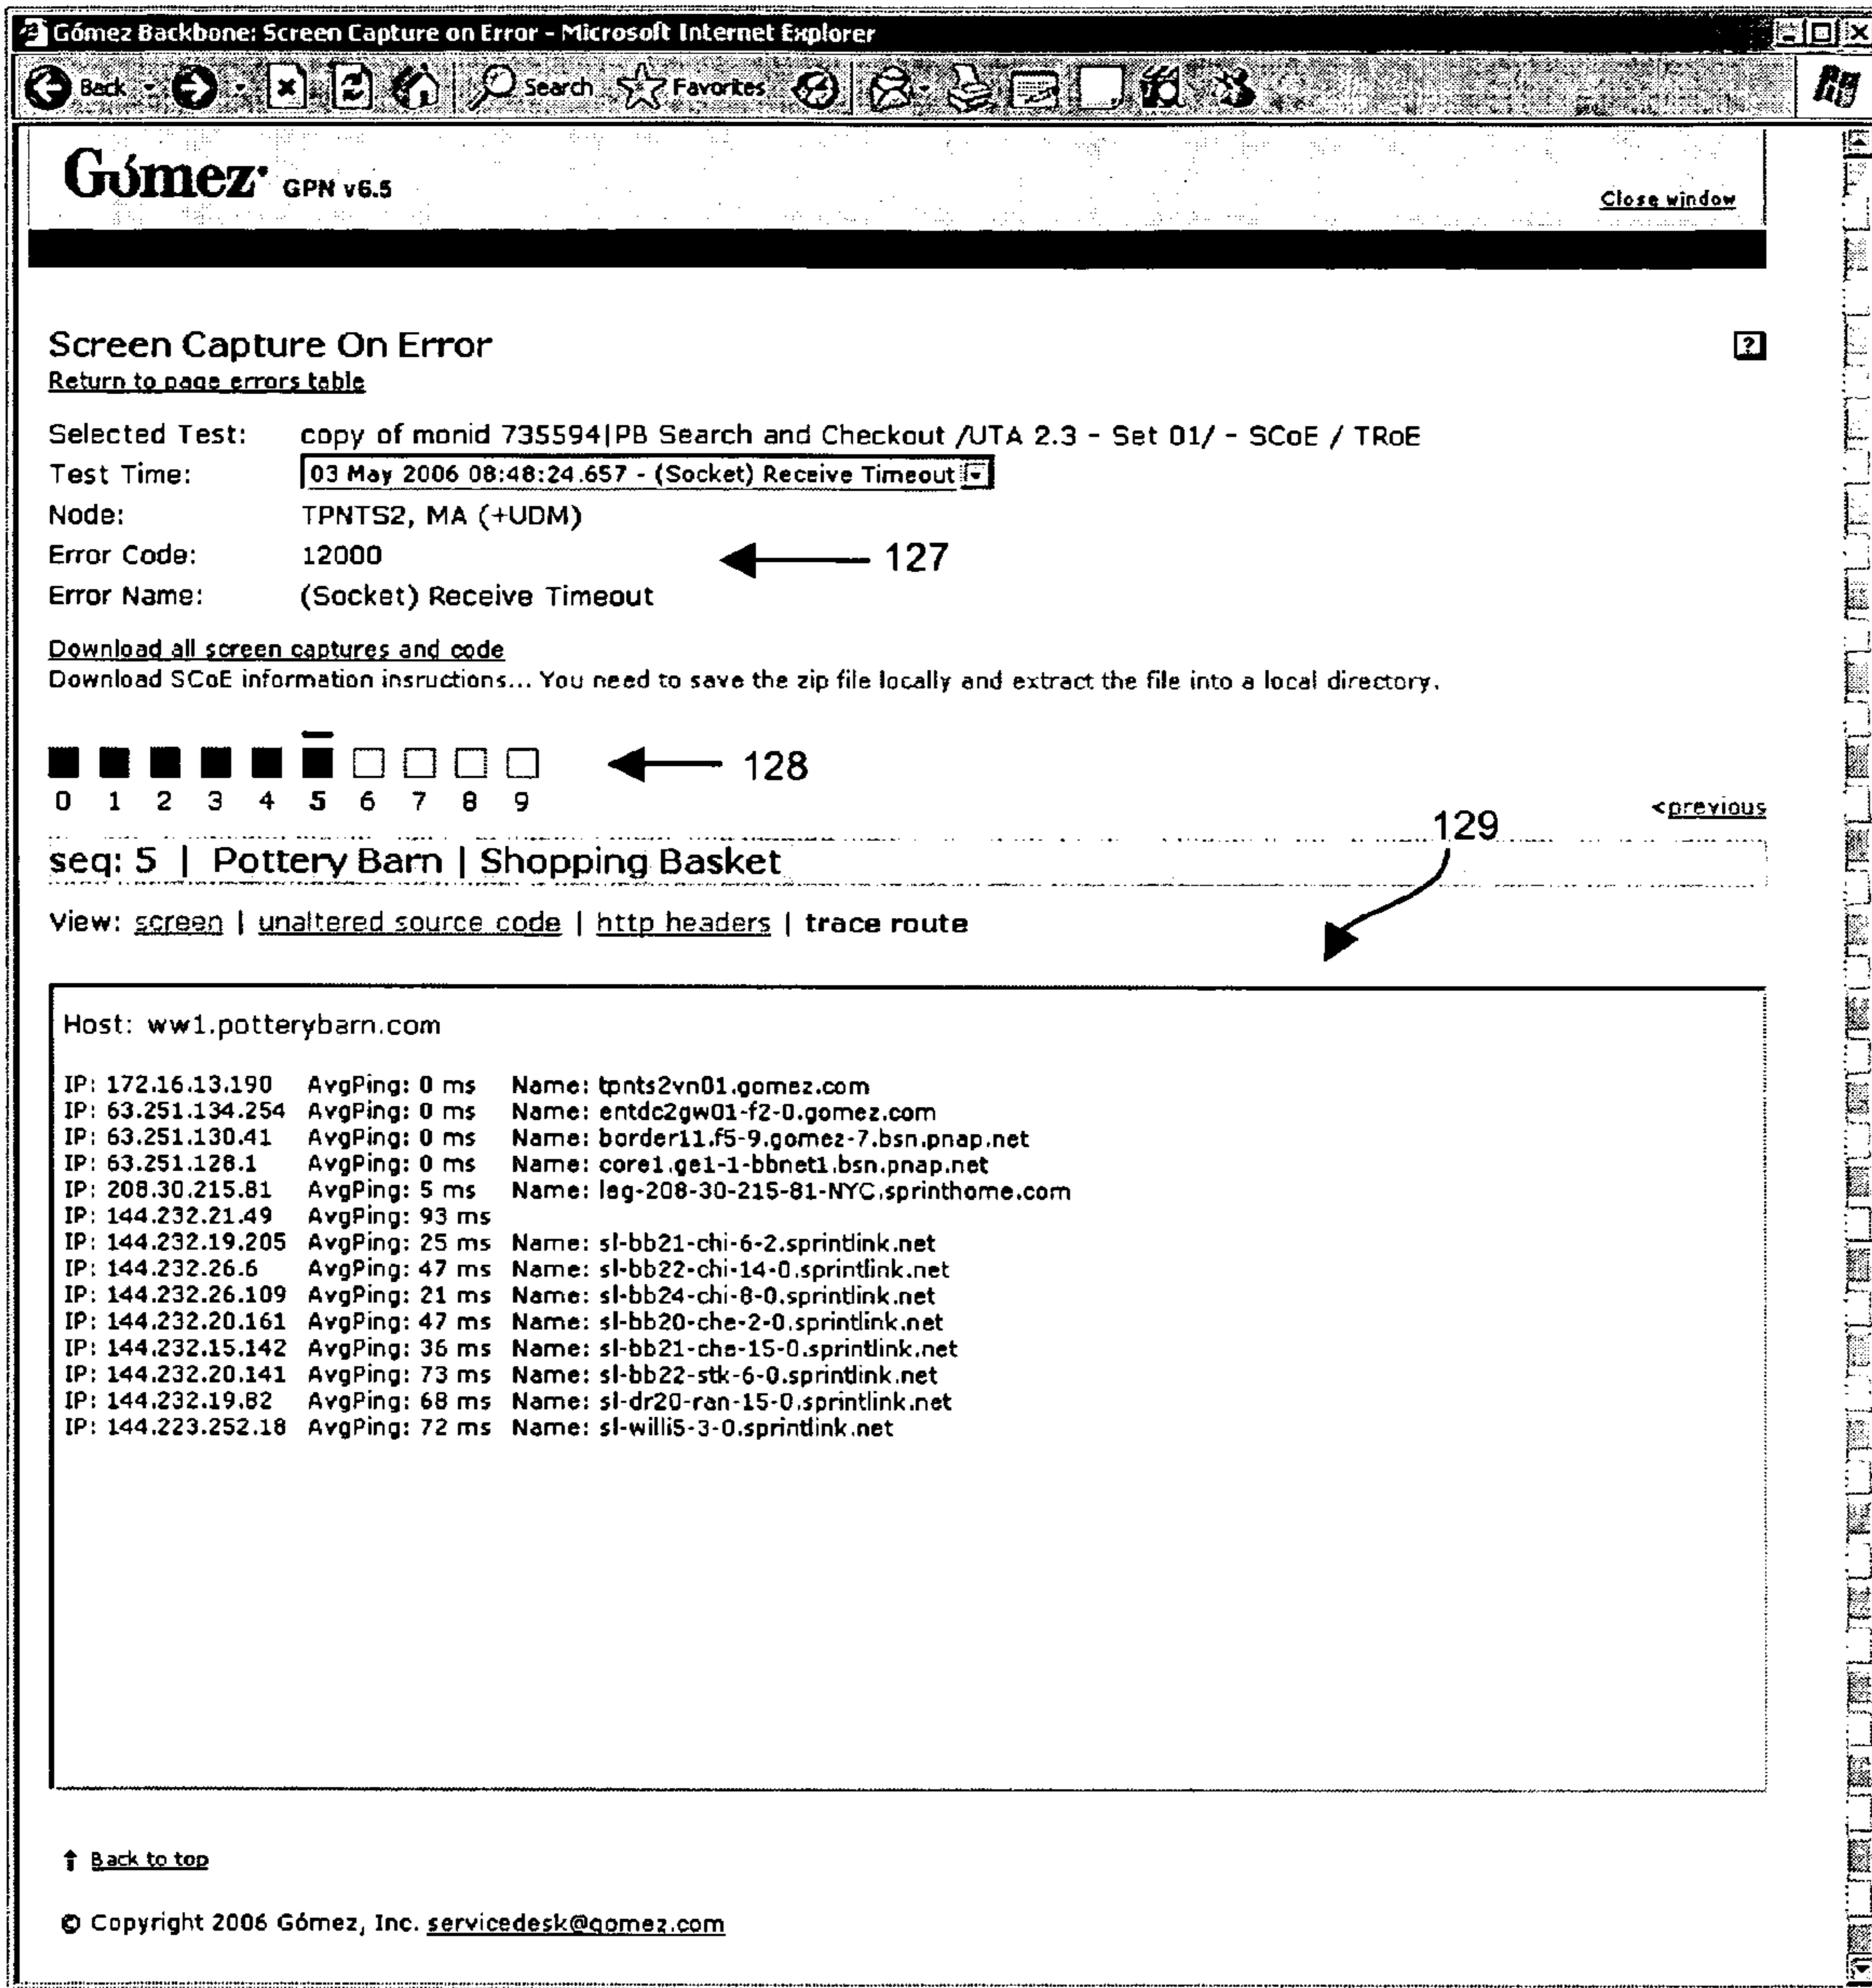 Gómez Backbone: Screen Capture on Error - Microsoft Internet Explorer
Back Search Favorites
Gómez GPN v6.5
Close window
Screen Capture On Error
?
Return to page errors table
Selected Test: copy of monid 735594|PB Search and Checkout /UTA 2.3 - Set 01/ - SCoE / TRoE
Test Time: 03 May 2006 08:48:24.657 - (Socket) Receive Timeout
Node: TPNTS2, MA (+UDM)
Error Code: 12000
127
Error Name: (Socket) Receive Timeout
Download all screen captures and code
Download SCoE information insructions... You need to save the zip file locally and extract the file into a local directory.
128
0 1 2 3 4 5 6 7 8 9
<previous
129
seq: 5 | Pottery Barn | Shopping Basket
View: screen | unaltered source code | http headers | trace route
Host: ww1.potterybarn.com
IP: 172.16.13.190 AvgPing: 0 ms Name: tpnts2vn01.gomez.com
IP: 63.251.134.254 AvgPing: 0 ms Name: entdc2gw01-f2-0.gomez.com
IP: 63.251.130.41 AvgPing: 0 ms Name: border11.f5-9.gomez-7.bsn.pnap.net
IP: 63.251.128.1 AvgPing: 0 ms Name: core1.ge1-1-bbnet1.bsn.pnap.net
IP: 208.30.215.81 AvgPing: 5 ms Name: lag-208-30-215-81-NYC.sprinthome.com
IP: 144.232.21.49 AvgPing: 93 ms
IP: 144.232.19.205 AvgPing: 25 ms Name: sl-bb21-chi-6-2.sprintlink.net
IP: 144.232.26.6 AvgPing: 47 ms Name: sl-bb22-chi-14-0.sprintlink.net
IP: 144.232.26.109 AvgPing: 21 ms Name: sl-bb24-chi-8-0.sprintlink.net
IP: 144.232.20.161 AvgPing: 47 ms Name: sl-bb20-che-2-0.sprintlink.net
IP: 144.232.15.142 AvgPing: 36 ms Name: sl-bb21-che-15-0.sprintlink.net
IP: 144.232.20.141 AvgPing: 73 ms Name: sl-bb22-stk-6-0.sprintlink.net
IP: 144.232.19.82 AvgPing: 68 ms Name: sl-dr20-ran-15-0.sprintlink.net
IP: 144.223.252.18 AvgPing: 72 ms Name: sl-willi5-3-0.sprintlink.net
Back to top
© Copyright 2006 Gómez, Inc. servicedesk@gomez.com